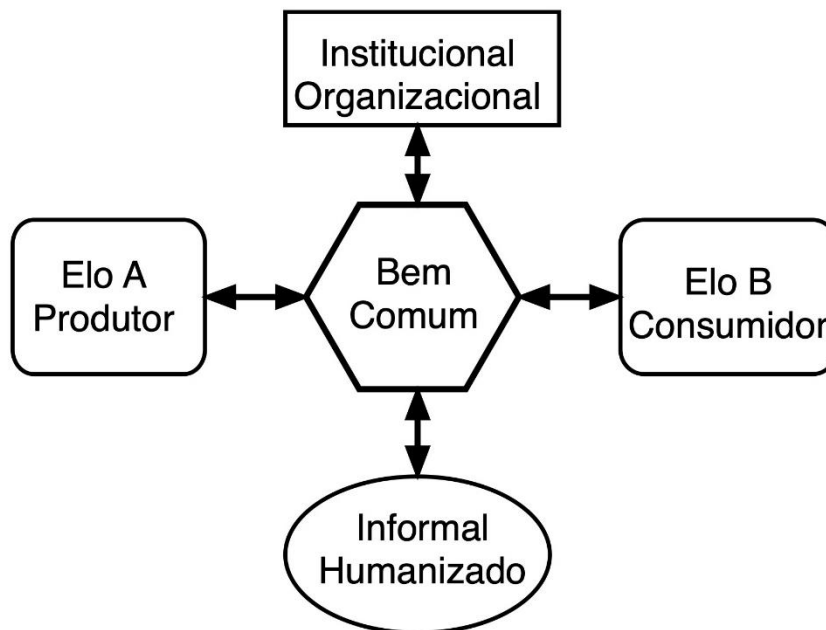 Institucional
Organizacional
Elo A
Produtor
Bem
Comum
Elo B
Consumidor
Informal
Humanizado